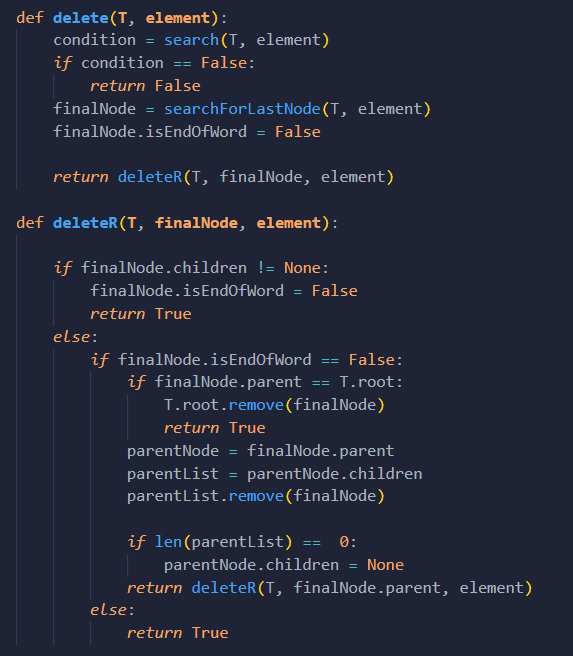 def delete(T, element):
    condition = search(T, element)
    if condition == False:
        return False
    finalNode = searchForLastNode(T, element)
    finalNode.isEndOfWord = False

    return deleteR(T, finalNode, element)

def deleteR(T, finalNode, element):

    if finalNode.children != None:
        finalNode.isEndOfWord = False
        return True
    else:
        if finalNode.isEndOfWord == False:
            if finalNode.parent == T.root:
                T.root.remove(finalNode)
                return True
            parentNode = finalNode.parent
            parentList = parentNode.children
            parentList.remove(finalNode)

            if len(parentList) ==  0:
                parentNode.children = None
            return deleteR(T, finalNode.parent, element)
        else:
            return True